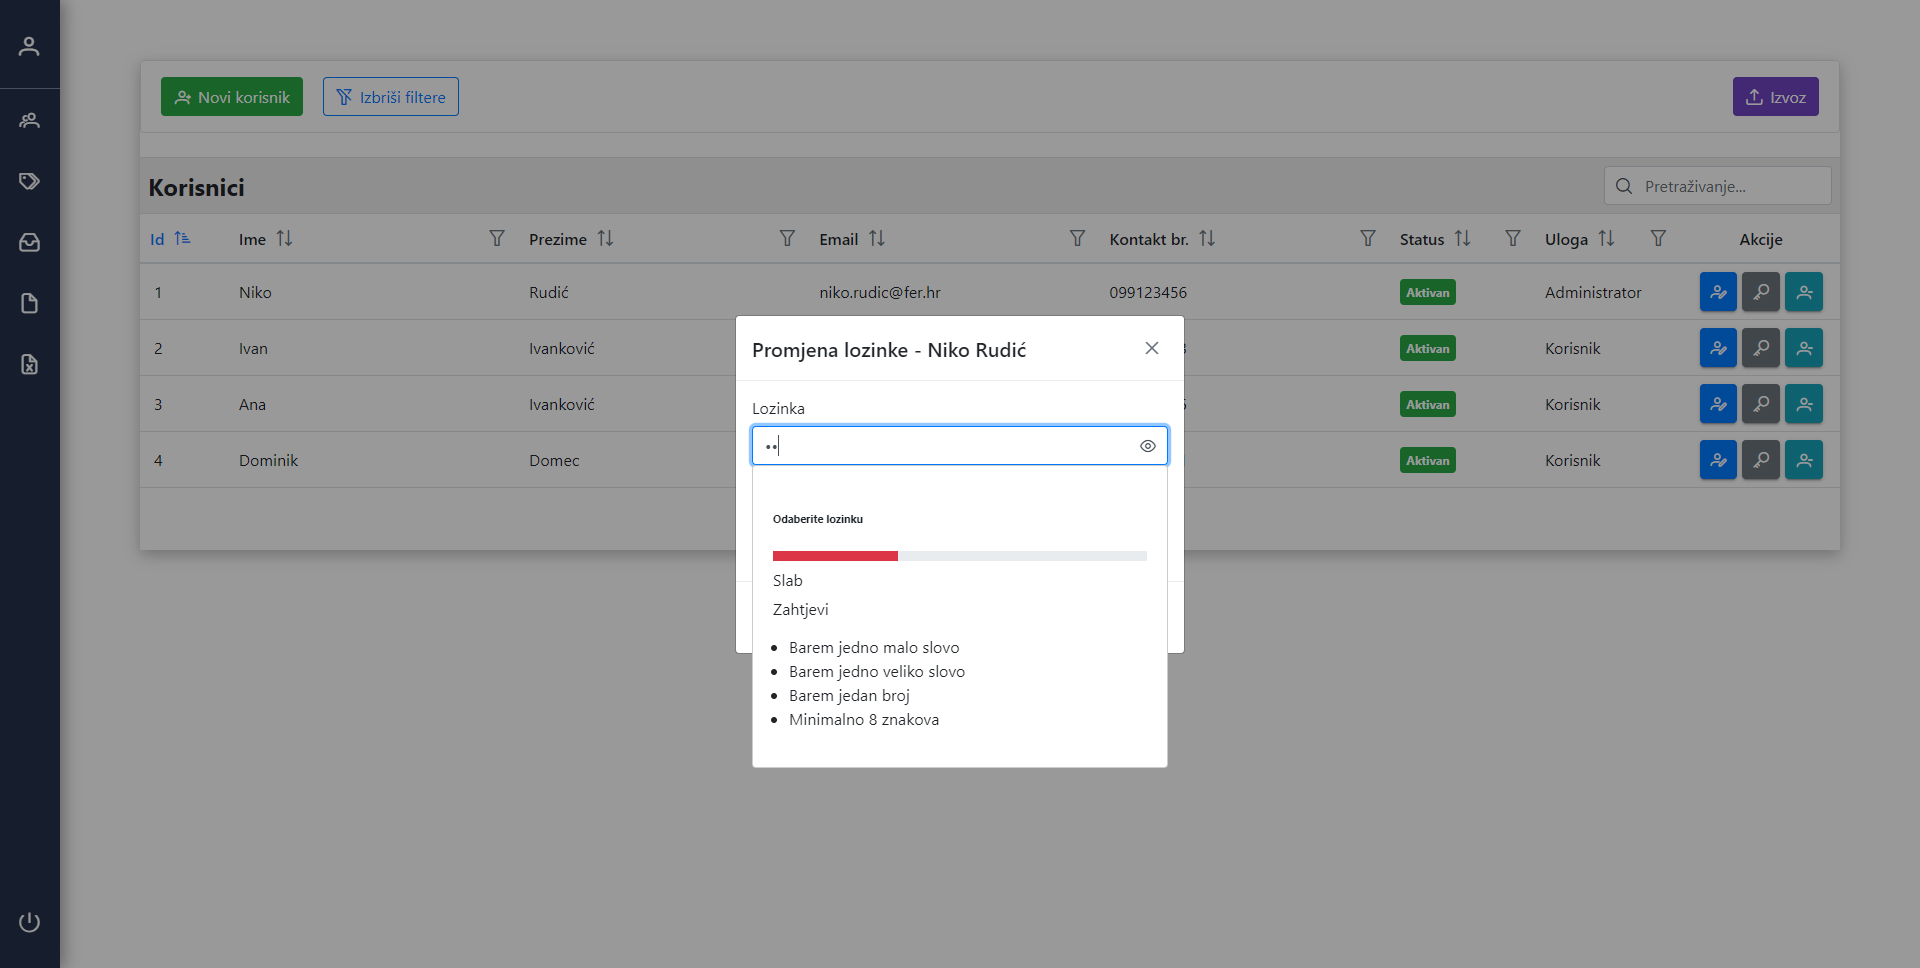 Novi korisnik Izbriši filtere Izvoz
Korisnici Pretraživanje...
Id Ime Prezime Email Kontakt br. Status Uloga Akcije
1 Niko Rudić niko.rudic@fer.hr 099123456 Aktivan Administrator
2 Ivan Ivanković Aktivan Korisnik
3 Ana Ivanković Aktivan Korisnik
4 Dominik Domec Aktivan Korisnik
Promjena lozinke - Niko Rudić
Lozinka
Odaberite lozinku
Slab
Zahtjevi
Barem jedno malo slovo
Barem jedno veliko slovo
Barem jedan broj
Minimalno 8 znakova